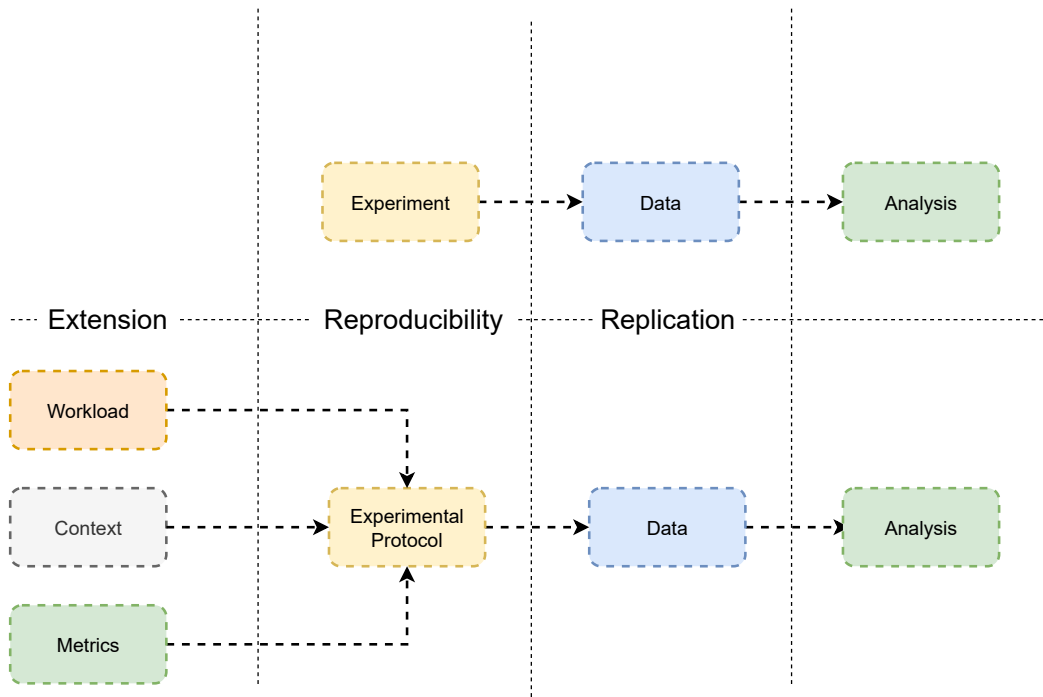 Experiment
Data
Analysis
Extension
Reproducibility
Replication
Workload
Context
Experimental
Protocol
Data
Analysis
Metrics